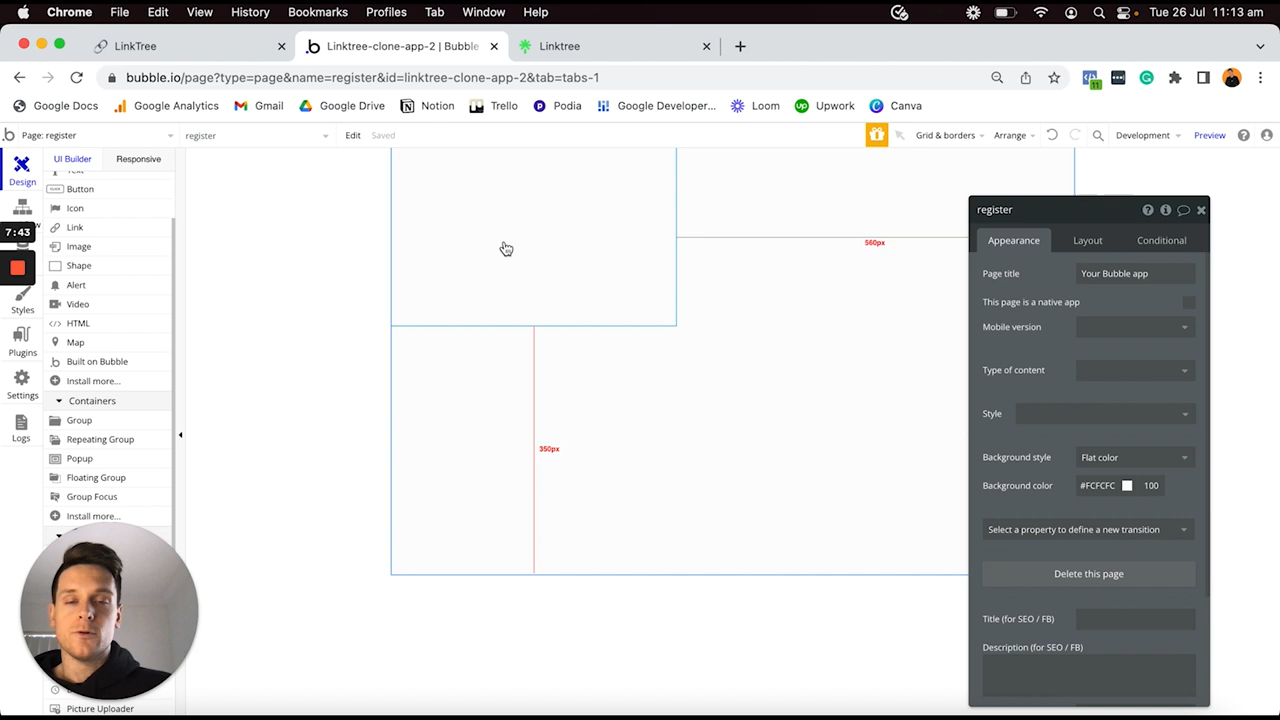 Chrome File Edit View History Bookmarks Profiles Tab Window Help Tue 26 Jul 11:13 am
LinkTree Linktree-clone-app-2 | Bubble Linktree
bubble.io/page?type=page&name=register&id=linktree-clone-app-2&tab=tabs-1 11
Google Docs Google Analytics Gmail Google Drive Notion Trello Podia Google Developer... Loom Upwork Canva
Page: register register Edit Saved Grid & borders Arrange Development Preview
UI Builder Responsive
Design
Button
Icon
Link
7:43
Image
Shape
Alert
Styles
Video
HTML
Map
Plugins
Built on Bubble
Install more...
Settings
Containers
Group
Logs
Repeating Group
Popup
Floating Group
Group Focus
Install more...
Picture Uploader
560px
350px
register
Appearance Layout Conditional
Page title Your Bubble app
This page is a native app
Mobile version
Type of content
Style
Background style Flat color
Background color #FCFCFC 100
Select a property to define a new transition
Delete this page
Title (for SEO / FB)
Description (for SEO / FB)